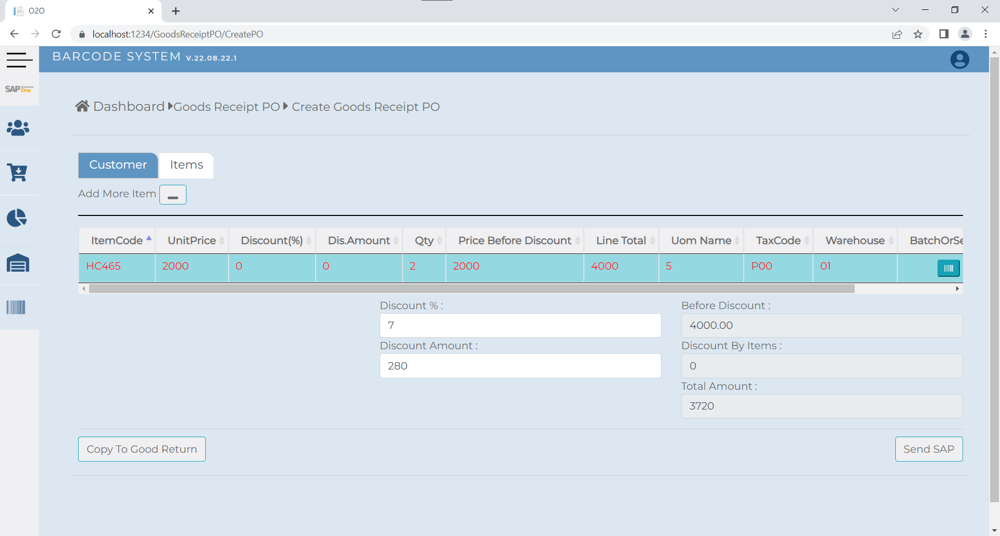 O2O
localhost:1234/GoodsReceiptPO/CreatePO
BARCODE SYSTEM V.22.08.22.1
SAP Business One
Dashboard Goods Receipt PO Create Goods Receipt PO
Customer Items
Add More Item
ItemCode UnitPrice Discount(%) Dis.Amount Qty Price Before Discount Line Total Uom Name TaxCode Warehouse BatchOrSe
HC465 2000 0 0 2 2000 4000 5 P00 01
Discount % :
7
Discount Amount :
280
Before Discount :
4000.00
Discount By Items :
0
Total Amount :
3720
Copy To Good Return
Send SAP